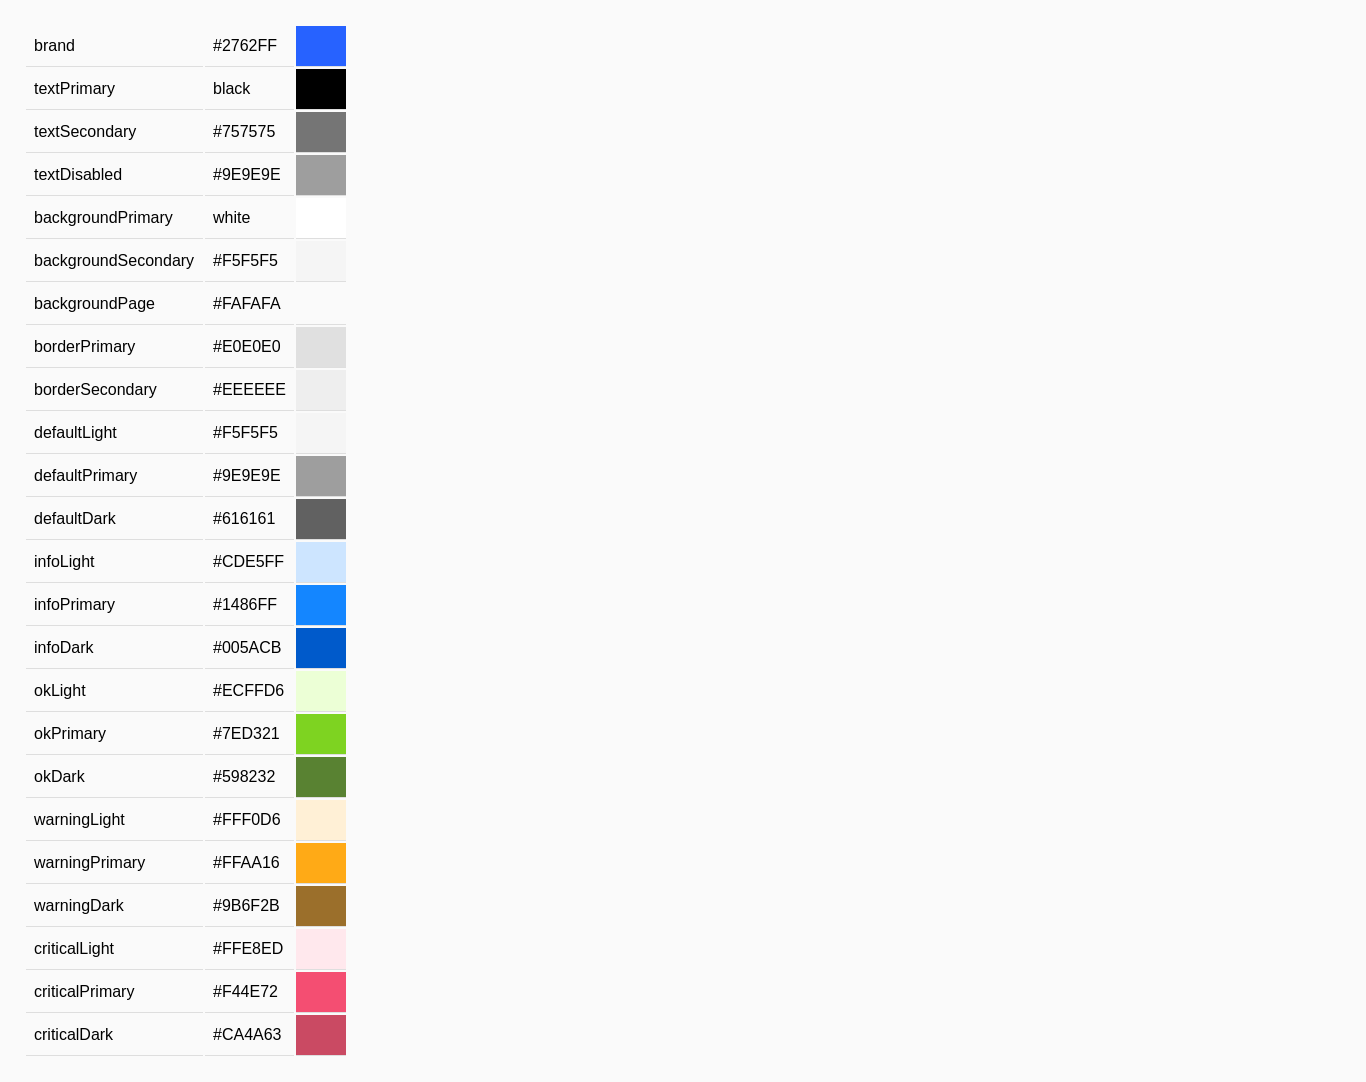 brand #2762FF
textPrimary black
textSecondary #757575
textDisabled #9E9E9E
backgroundPrimary white
backgroundSecondary #F5F5F5
backgroundPage #FAFAFA
borderPrimary #E0E0E0
borderSecondary #EEEEEE
defaultLight #F5F5F5
defaultPrimary #9E9E9E
defaultDark #616161
infoLight #CDE5FF
infoPrimary #1486FF
infoDark #005ACB
okLight #ECFFD6
okPrimary #7ED321
okDark #598232
warningLight #FFF0D6
warningPrimary #FFAA16
warningDark #9B6F2B
criticalLight #FFE8ED
criticalPrimary #F44E72
criticalDark #CA4A63